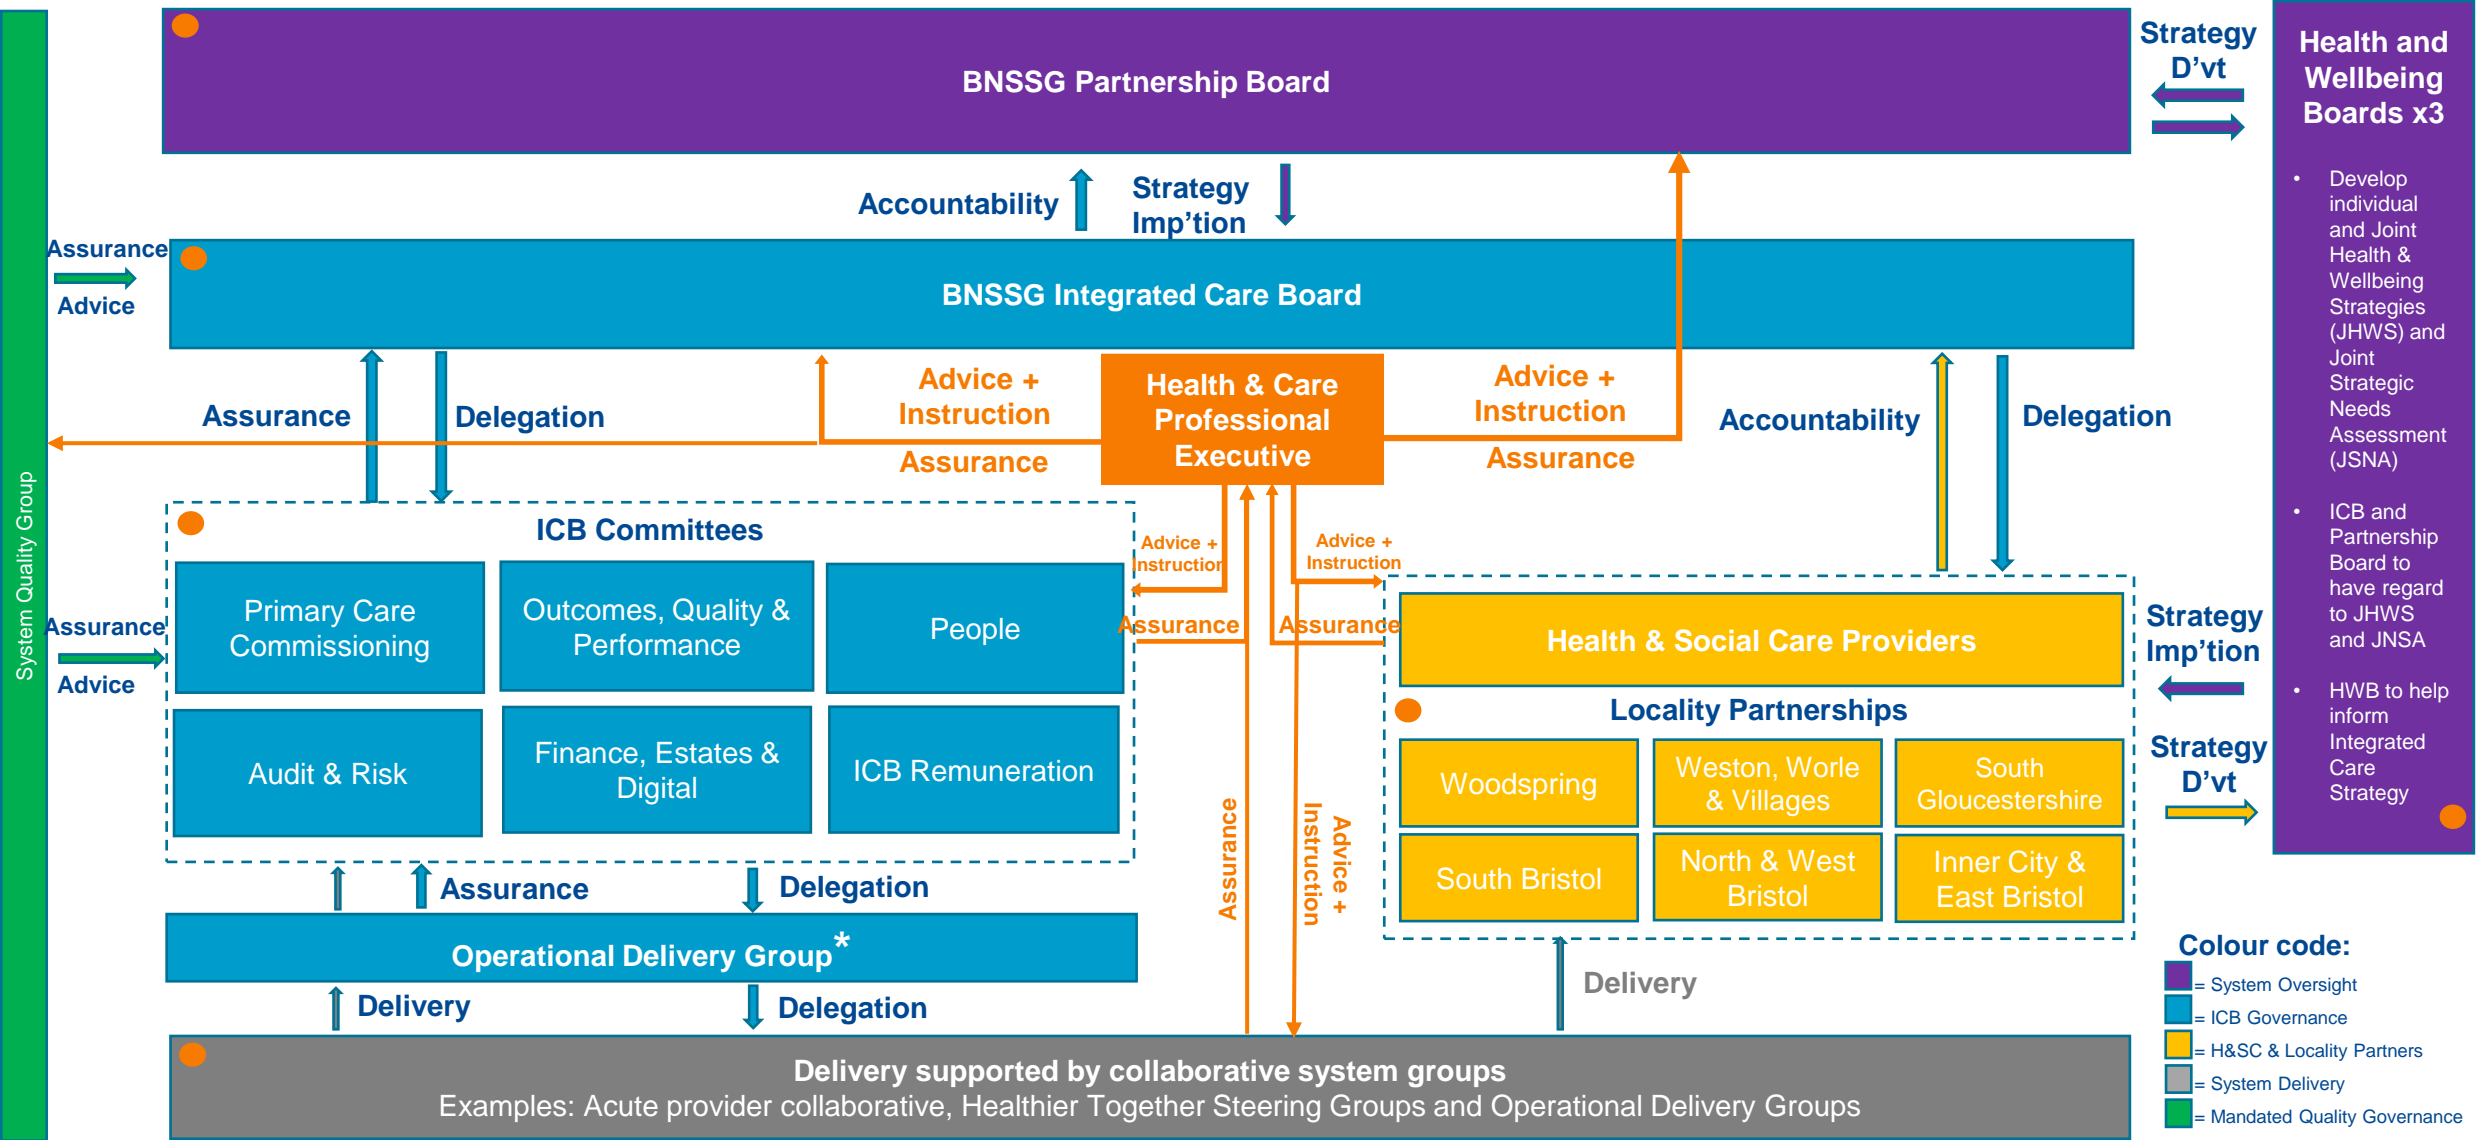 BNSSG Partnership Board
Strategy
D'vt
Health and
Wellbeing
Boards x3
• Develop
individual
and Joint
Health &
Wellbeing
Strategies
(JHWS) and
Joint
Strategic
Needs
Assessment
(JSNA)
• ICB and
Partnership
Board to
have regard
to JHWS
and JNSA
• HWB to help
inform
Integrated
Care
Strategy
Accountability
Strategy
Imp'tion
Assurance
Advice
BNSSG Integrated Care Board
Assurance
Delegation
Advice +
Instruction
Assurance
Health & Care
Professional
Executive
Advice +
Instruction
Assurance
Accountability
Delegation
System Quality Group
ICB Committees
Primary Care
Commissioning
Outcomes, Quality &
Performance
People
Audit & Risk
Finance, Estates &
Digital
ICB Remuneration
Assurance
Advice
Advice +
Instruction
Assurance
Advice +
Instruction
Assurance
Health & Social Care Providers
Locality Partnerships
Woodspring
Weston, Worle
& Villages
South
Gloucestershire
South Bristol
North & West
Bristol
Inner City &
East Bristol
Strategy
Imp'tion
Strategy
D'vt
Assurance
Advice +
Instruction
Assurance
Delegation
Operational Delivery Group*
Delivery
Delegation
Delivery
Delivery supported by collaborative system groups
Examples: Acute provider collaborative, Healthier Together Steering Groups and Operational Delivery Groups
Colour code:
= System Oversight
= ICB Governance
= H&SC & Locality Partners
= System Delivery
= Mandated Quality Governance